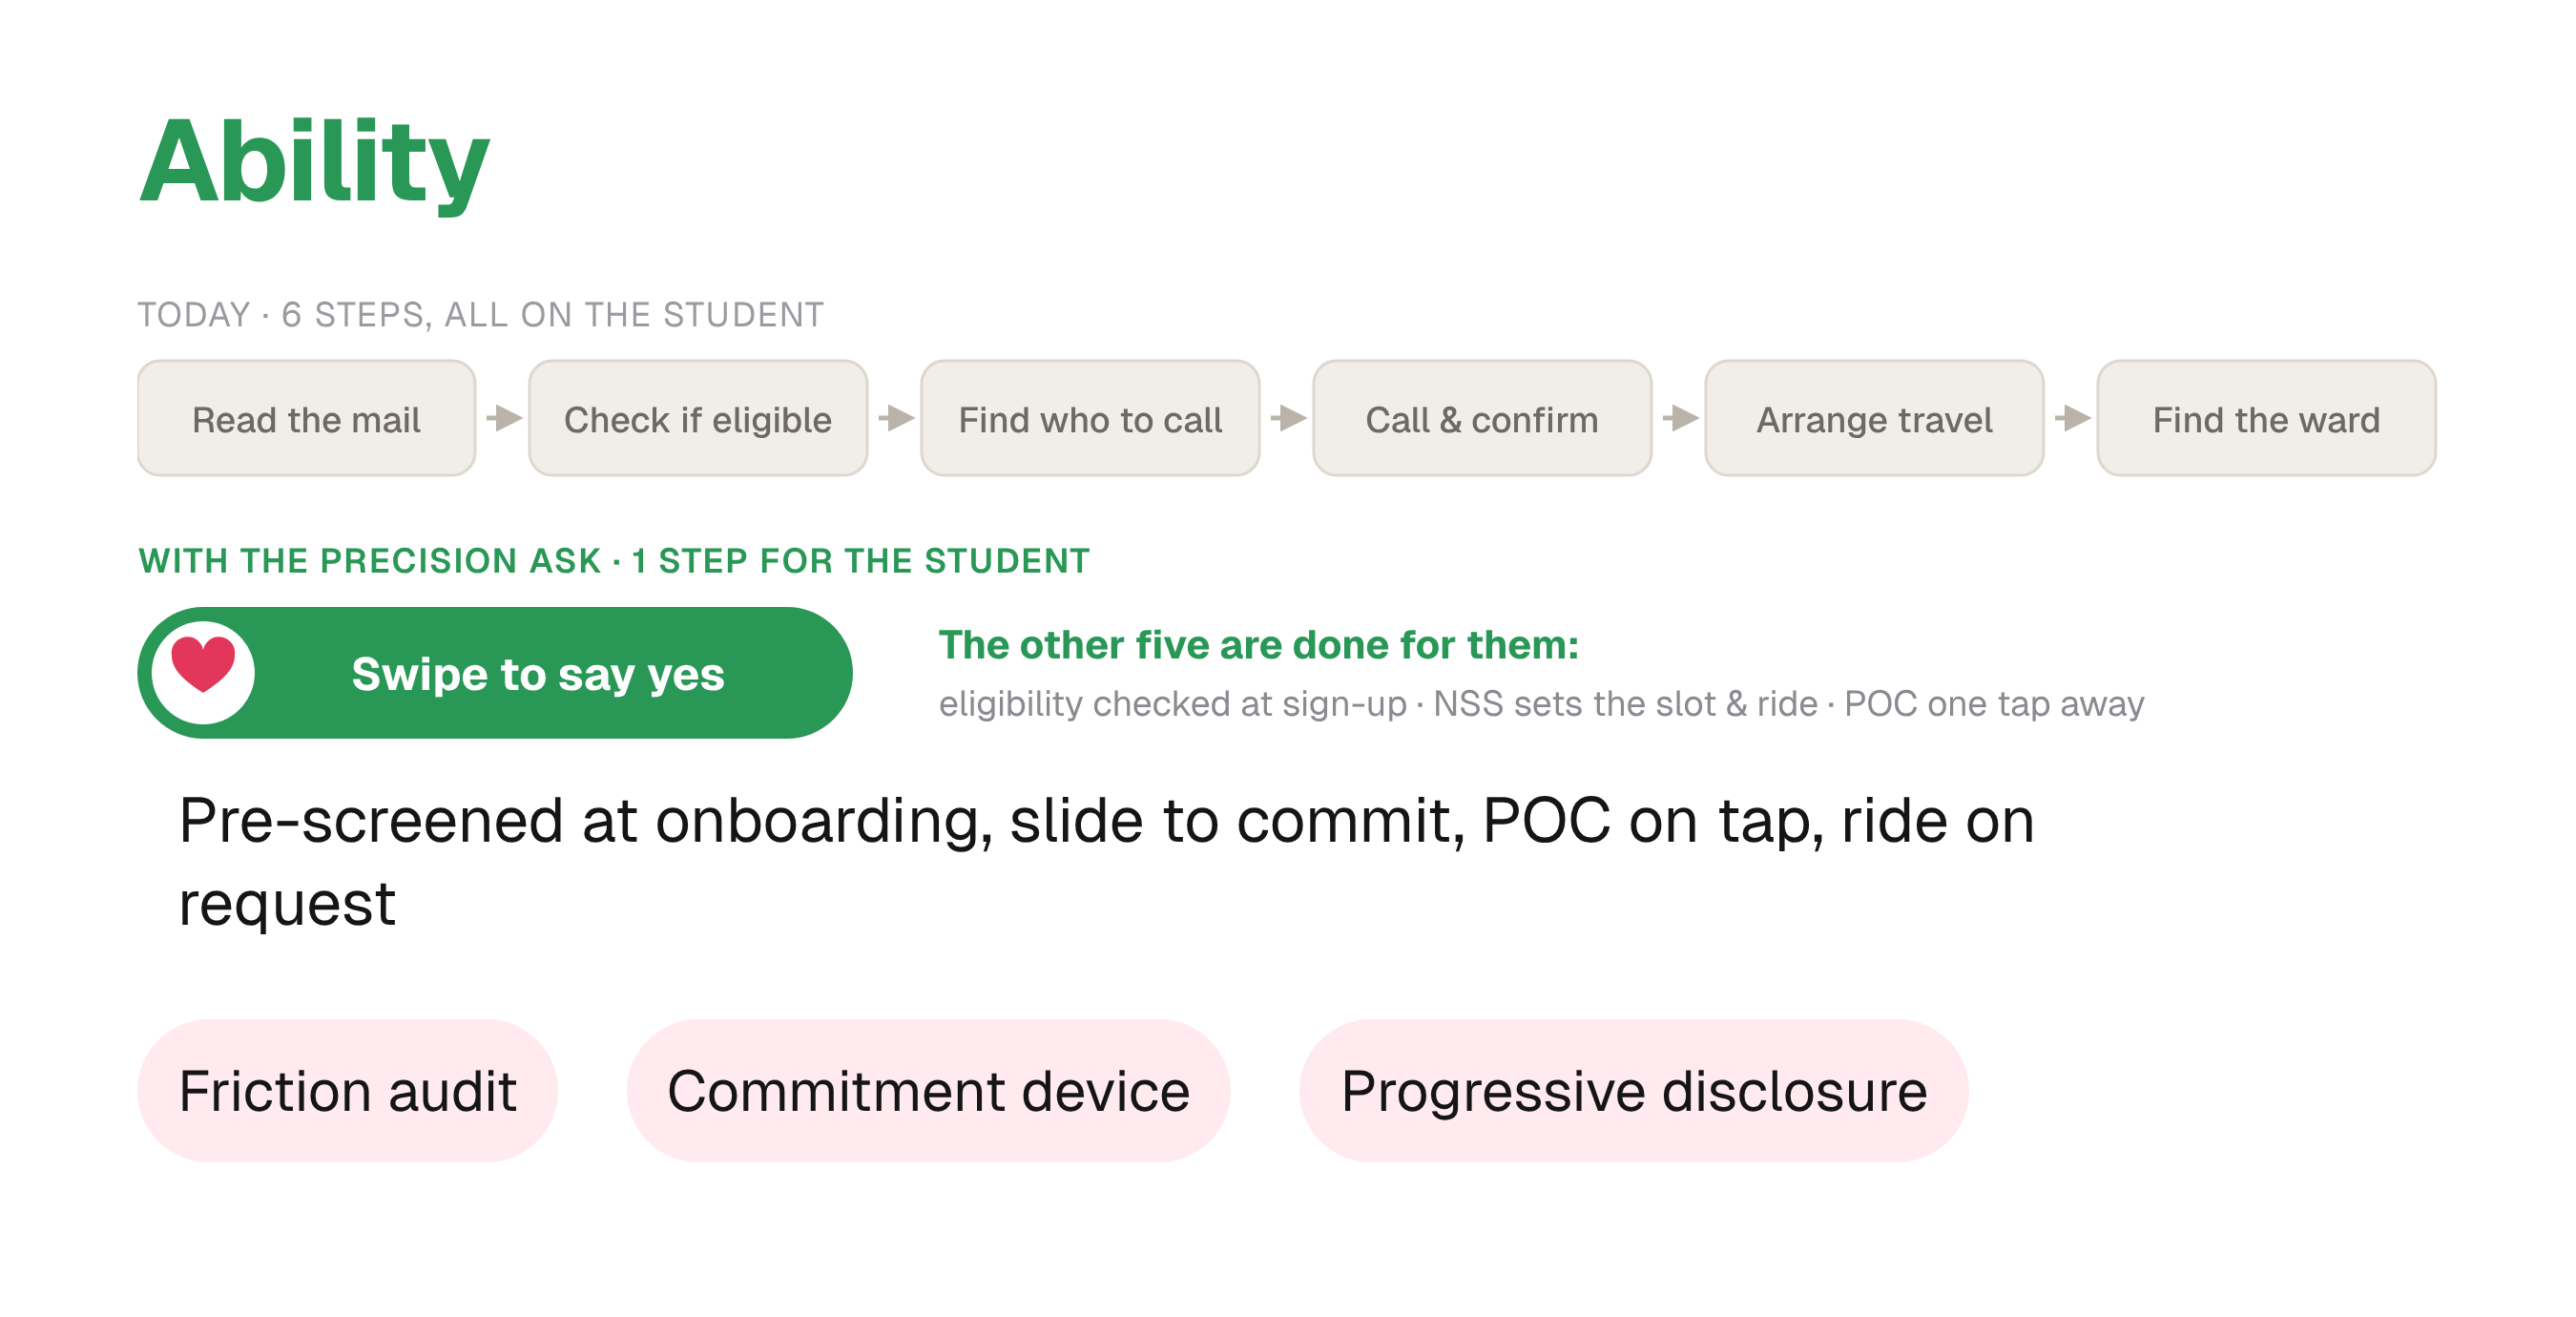 Ability
TODAY · 6 STEPS, ALL ON THE STUDENT
Read the mail
Check if eligible
Find who to call
Call & confirm
Arrange travel
Find the ward
WITH THE PRECISION ASK · 1 STEP FOR THE STUDENT
Swipe to say yes
The other five are done for them:
eligibility checked at sign-up · NSS sets the slot & ride · POC one tap away
Pre-screened at onboarding, slide to commit, POC on tap, ride on
request
Friction audit
Commitment device
Progressive disclosure